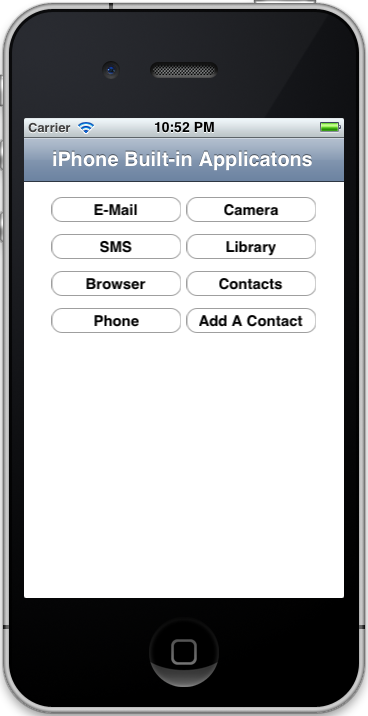 Carrier 10:52 PM
iPhone Built-in Applicatons
E-Mail Camera
SMS Library
Browser Contacts
Phone Add A Contact